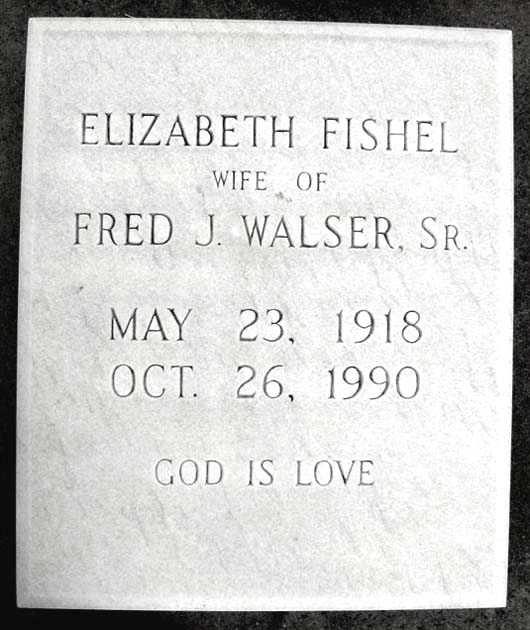 ELIZABETH FISHEL
WIFE OF
FRED J. WALSER, SR.
MAY 23, 1918
OCT. 26, 1990
GOD IS LOVE